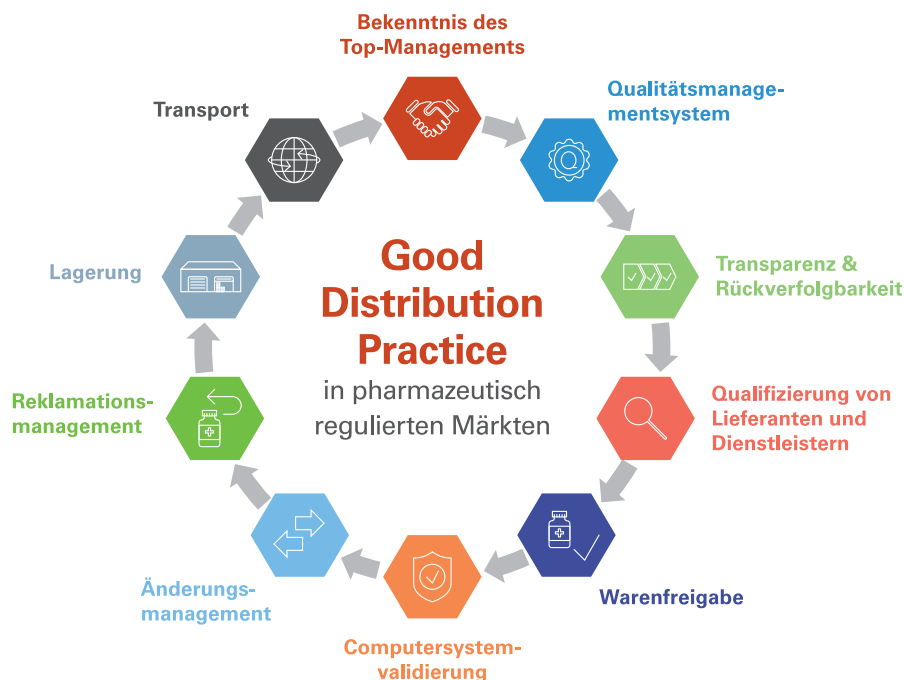 Bekenntnis des
Top-Managements
Qualitätsmanage-
mentsystem
Transparenz &
Rückverfolgbarkeit
Qualifizierung von
Lieferanten und
Dienstleistern
Warenfreigabe
Computersystem-
validierung
Änderungs-
management
Reklamations-
management
Lagerung
Transport
Good
Distribution
Practice
in pharmazeutisch
regulierten Märkten
Q